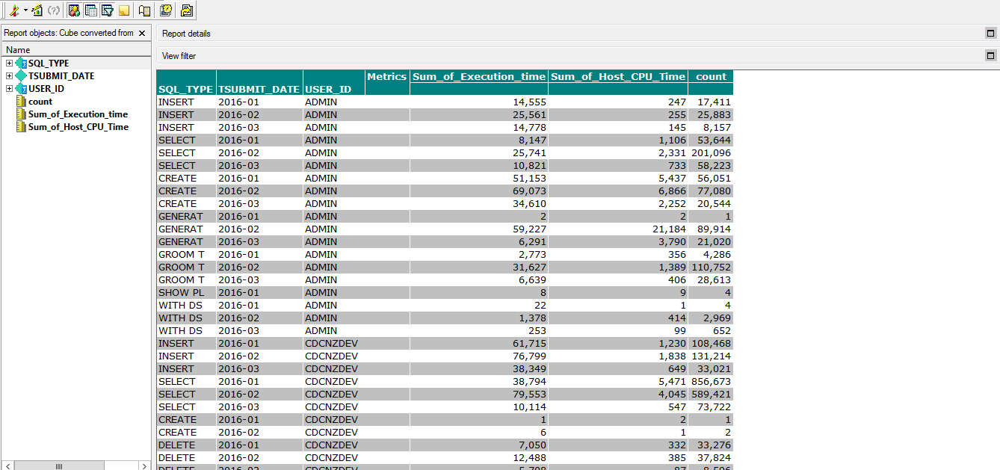 Report objects: Cube converted from
Name
SQL_TYPE
TSUBMIT_DATE
USER_ID
count
Sum_of_Execution_time
Sum_of_Host_CPU_Time
Report details
View filter
Metrics Sum_of_Execution_time Sum_of_Host_CPU_Time count
SQL_TYPE TSUBMIT_DATE USER_ID
INSERT 2016-01 ADMIN 14,555 247 17,411
INSERT 2016-02 ADMIN 25,561 255 25,883
INSERT 2016-03 ADMIN 14,778 145 8,157
SELECT 2016-01 ADMIN 8,147 1,106 53,644
SELECT 2016-02 ADMIN 25,741 2,331 201,096
SELECT 2016-03 ADMIN 10,821 733 58,223
CREATE 2016-01 ADMIN 51,153 5,437 56,051
CREATE 2016-02 ADMIN 69,073 6,866 77,080
CREATE 2016-03 ADMIN 34,610 2,252 20,544
GENERAT 2016-01 ADMIN 2 2 1
GENERAT 2016-02 ADMIN 59,227 21,184 89,914
GENERAT 2016-03 ADMIN 6,291 3,790 21,020
GROOM T 2016-01 ADMIN 2,773 356 4,286
GROOM T 2016-02 ADMIN 31,627 1,389 110,752
GROOM T 2016-03 ADMIN 6,639 406 28,613
SHOW PL 2016-01 ADMIN 8 9 4
WITH DS 2016-01 ADMIN 22 1 4
WITH DS 2016-02 ADMIN 1,378 414 2,969
WITH DS 2016-03 ADMIN 253 99 652
INSERT 2016-01 CDCNZDEV 61,715 1,230 108,468
INSERT 2016-02 CDCNZDEV 76,799 1,838 131,214
INSERT 2016-03 CDCNZDEV 38,349 649 33,021
SELECT 2016-01 CDCNZDEV 38,794 5,471 856,673
SELECT 2016-02 CDCNZDEV 79,553 4,045 589,421
SELECT 2016-03 CDCNZDEV 10,114 547 73,722
CREATE 2016-01 CDCNZDEV 1 2 1
CREATE 2016-02 CDCNZDEV 6 1 2
DELETE 2016-01 CDCNZDEV 7,050 332 33,276
DELETE 2016-02 CDCNZDEV 12,488 385 37,824